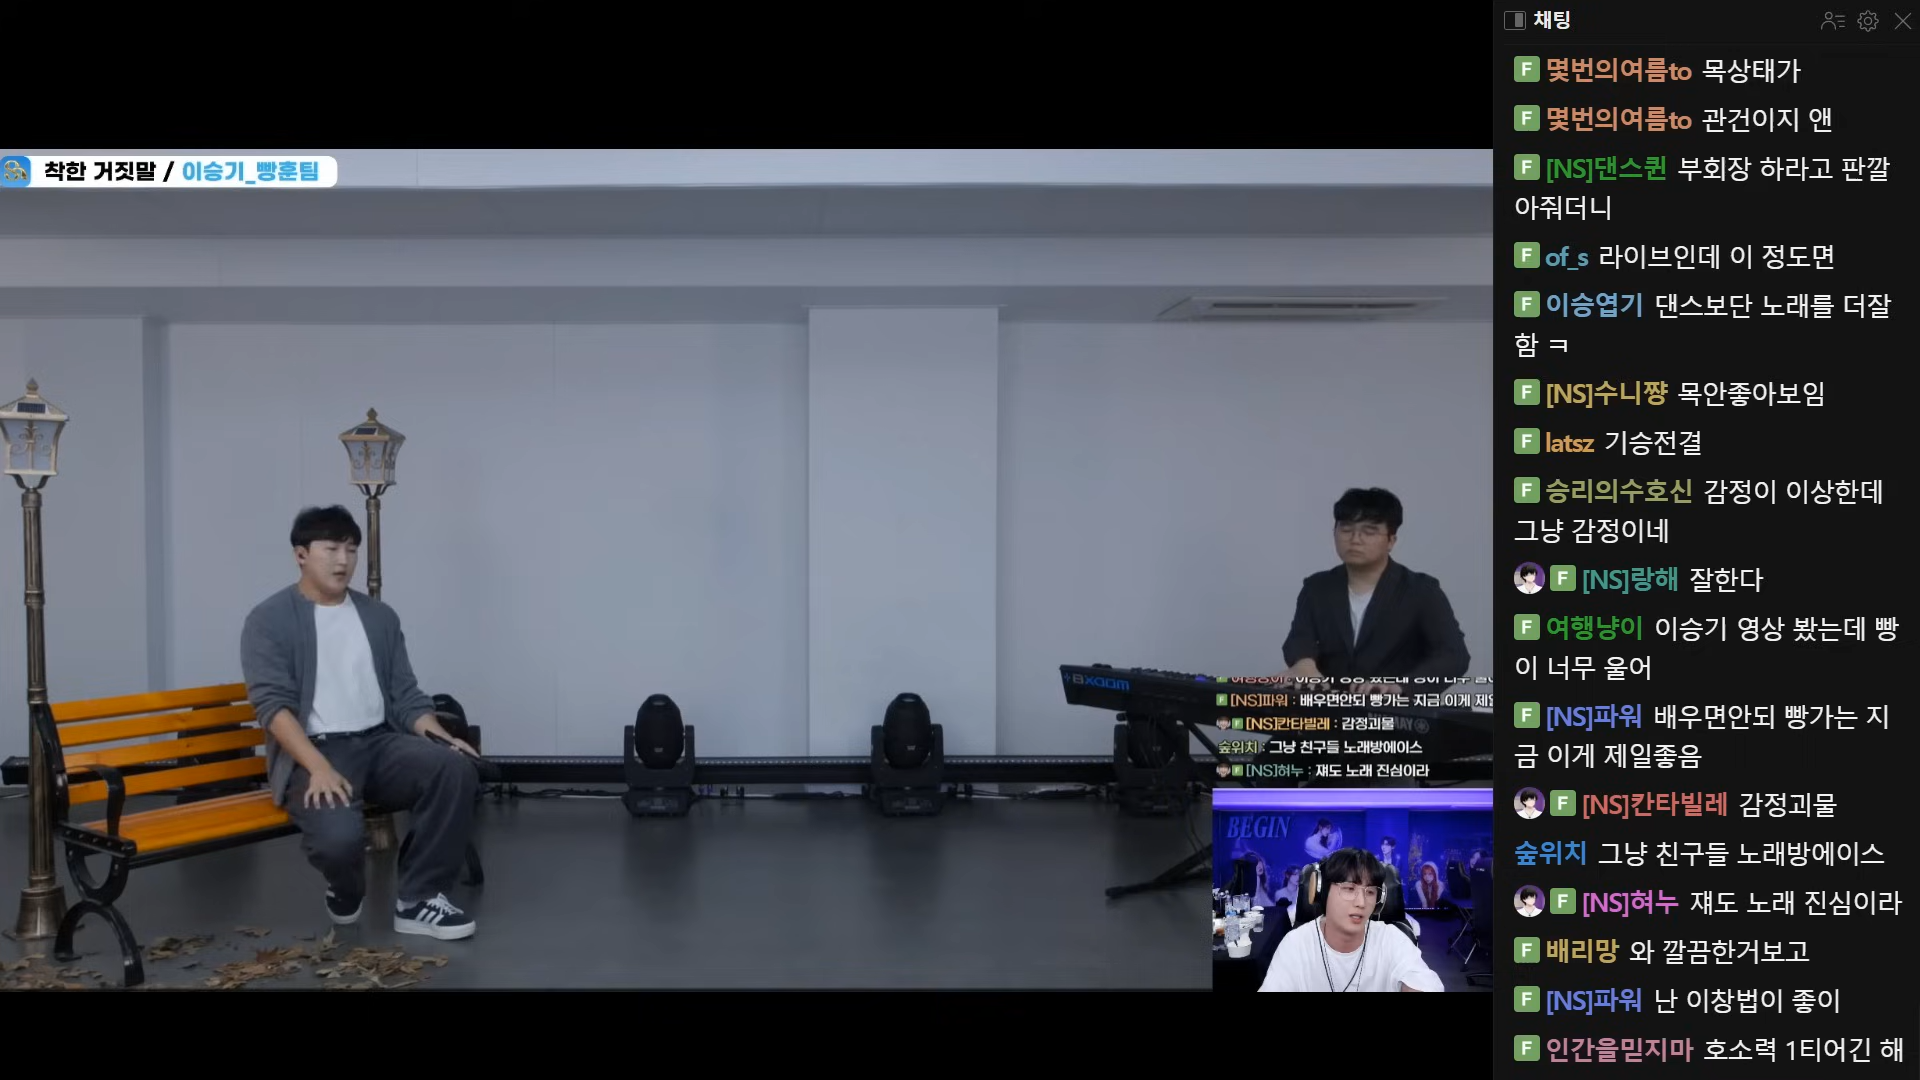 착한 거짓말 / 이승기_빵훈팀
BXOOM
[NS]파워 : 배우면안되 빵가는 지금 이게 제일
[NS]칸타빌레 : 감정괴물
숲위치 : 그냥 친구들 노래방에이스
[NS]혀누 : 쟤도 노래 진심이라
BEGIN
채팅
F 몇번의여름to 목상태가
F 몇번의여름to 관건이지 앤
F [NS]댄스퀸 부회장 하라고 판깔
아줘더니
F of_s 라이브인데 이 정도면
F 이승엽기 댄스보단 노래를 더잘
함 ㅋ
F [NS]수니쨩 목안좋아보임
F latsz 기승전결
F 승리의수호신 감정이 이상한데
그냥 감정이네
F [NS]랑해 잘한다
F 여행냥이 이승기 영상 봤는데 빵
이 너무 울어
F [NS]파워 배우면안되 빵가는 지
금 이게 제일좋음
F [NS]칸타빌레 감정괴물
숲위치 그냥 친구들 노래방에이스
F [NS]혀누 쟤도 노래 진심이라
F 배리망 와 깔끔한거보고
F [NS]파워 난 이창법이 좋이
F 인간을믿지마 호소력 1티어긴 해